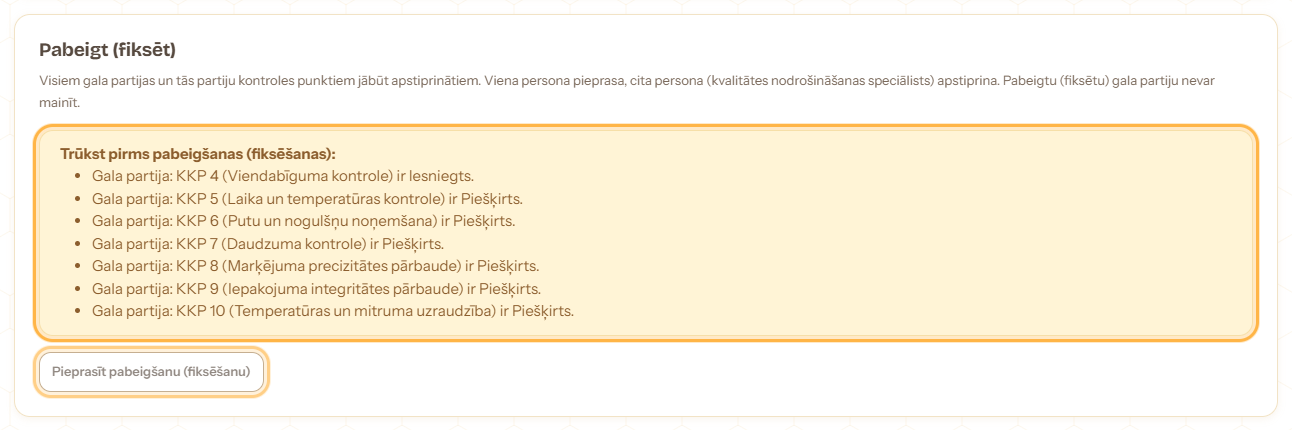 Pabeigt (fiksēt)
Visiem gala partijas un tās partiju kontroles punktiem jābūt apstiprinātiem. Viena persona pieprasa, cita persona (kvalitātes nodrošināšanas speciālists) apstiprina. Pabeigtu (fiksētu) gala partiju nevar
mainīt.
Trūkst pirms pabeigšanas (fiksēšanas):
• Gala partija: KKP 4 (Viendabīguma kontrole) ir Iesniegts.
• Gala partija: KKP 5 (Laika un temperatūras kontrole) ir Piešķirts.
• Gala partija: KKP 6 (Putu un nogulšņu noņemšana) ir Piešķirts.
• Gala partija: KKP 7 (Daudzuma kontrole) ir Piešķirts.
• Gala partija: KKP 8 (Marķējuma precizitātes pārbaude) ir Piešķirts.
• Gala partija: KKP 9 (Iepakojuma integritātes pārbaude) ir Piešķirts.
• Gala partija: KKP 10 (Temperatūras un mitruma uzraudzība) ir Piešķirts.
Pieprasīt pabeigšanu (fiksēšanu)